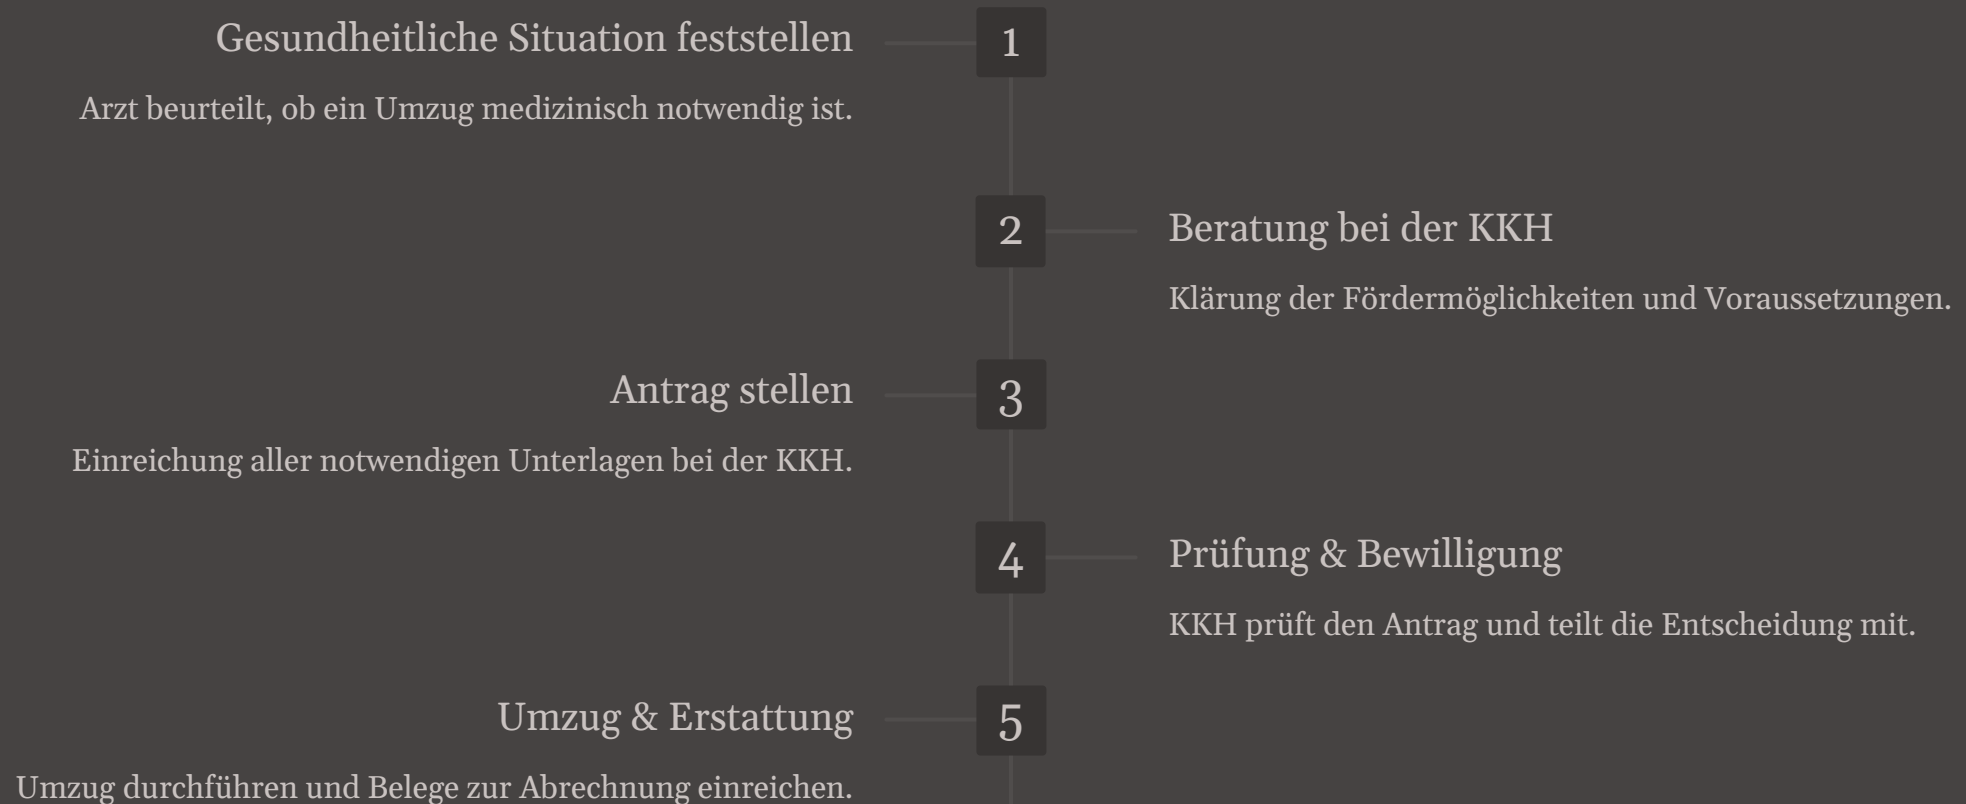 Gesundheitliche Situation feststellen
1
Arzt beurteilt, ob ein Umzug medizinisch notwendig ist.
2
Beratung bei der KKH
Klärung der Fördermöglichkeiten und Voraussetzungen.
Antrag stellen
3
Einreichung aller notwendigen Unterlagen bei der KKH.
4
Prüfung & Bewilligung
KKH prüft den Antrag und teilt die Entscheidung mit.
Umzug & Erstattung
5
Umzug durchführen und Belege zur Abrechnung einreichen.